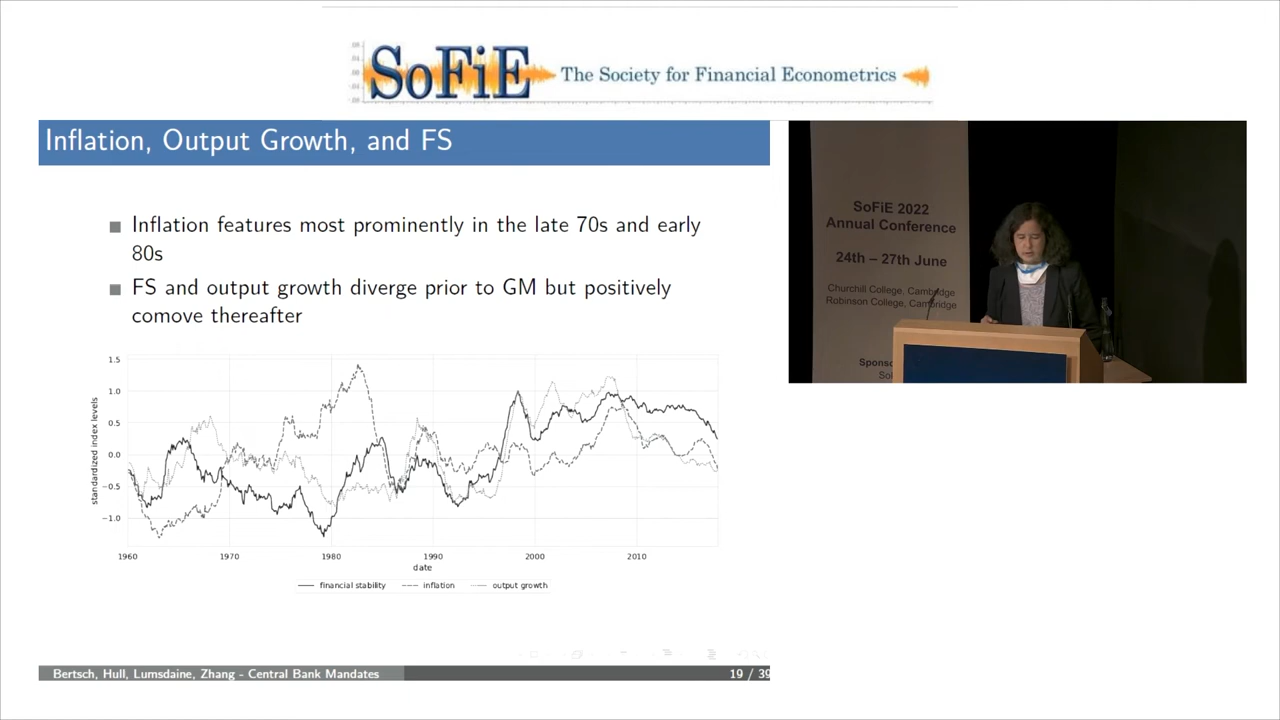 SoFiE The Society for Financial Econometrics
Inflation, Output Growth, and FS
Inflation features most prominently in the late 70s and early
80s
FS and output growth diverge prior to GM but positively
comove thereafter
1.5
1.0
0.5
0.0
−0.5
−1.0
standardized index levels
1960 1970 1980 1990 2000 2010
date
financial stability inflation output growth
Bertsch, Hull, Lumsdaine, Zhang - Central Bank Mandates
19 / 39
SoFiE 2022
Annual Conference
24th – 27th June
Churchill College, Cambridge
Robinson College, Cambridge